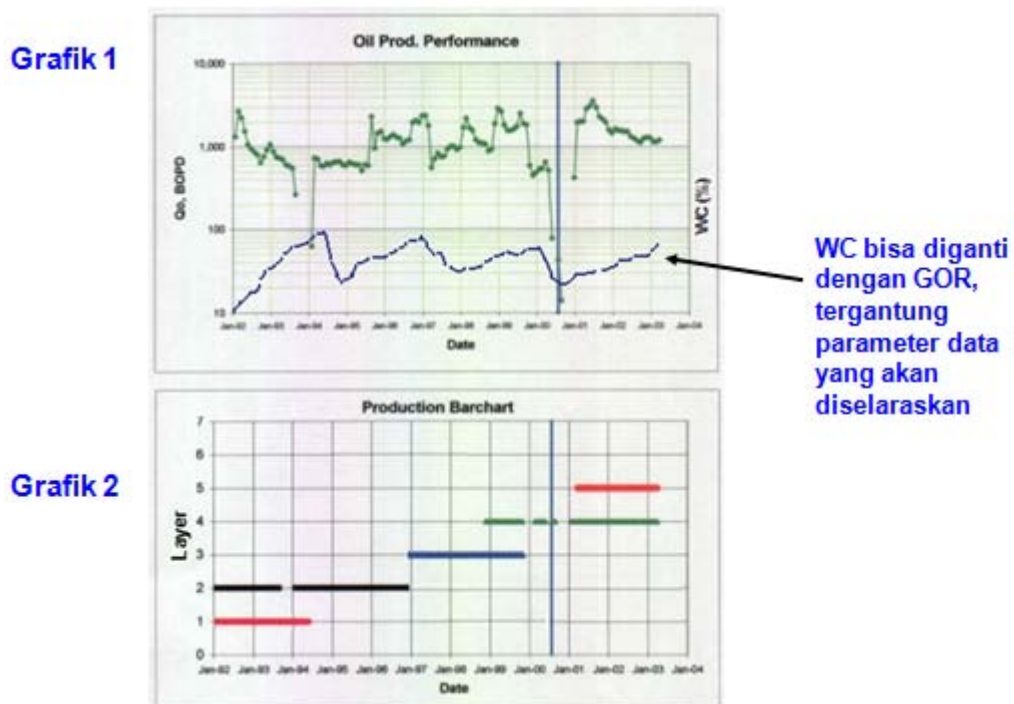 Grafik 1
Oil Prod. Performance
10,000
1,000
100
10
Qo, BOPD
WC (%)
Jan-92 Jan-93 Jan-94 Jan-95 Jan-96 Jan-97 Jan-98 Jan-99 Jan-00 Jan-01 Jan-02 Jan-03 Jan-04
Date
WC bisa diganti
dengan GOR,
tergantung
parameter data
yang akan
diselaraskan
Grafik 2
Production Barchart
7
6
5
4
3
2
1
0
Layer
Jan-92 Jan-93 Jan-94 Jan-95 Jan-96 Jan-97 Jan-98 Jan-99 Jan-00 Jan-01 Jan-02 Jan-03 Jan-04
Date